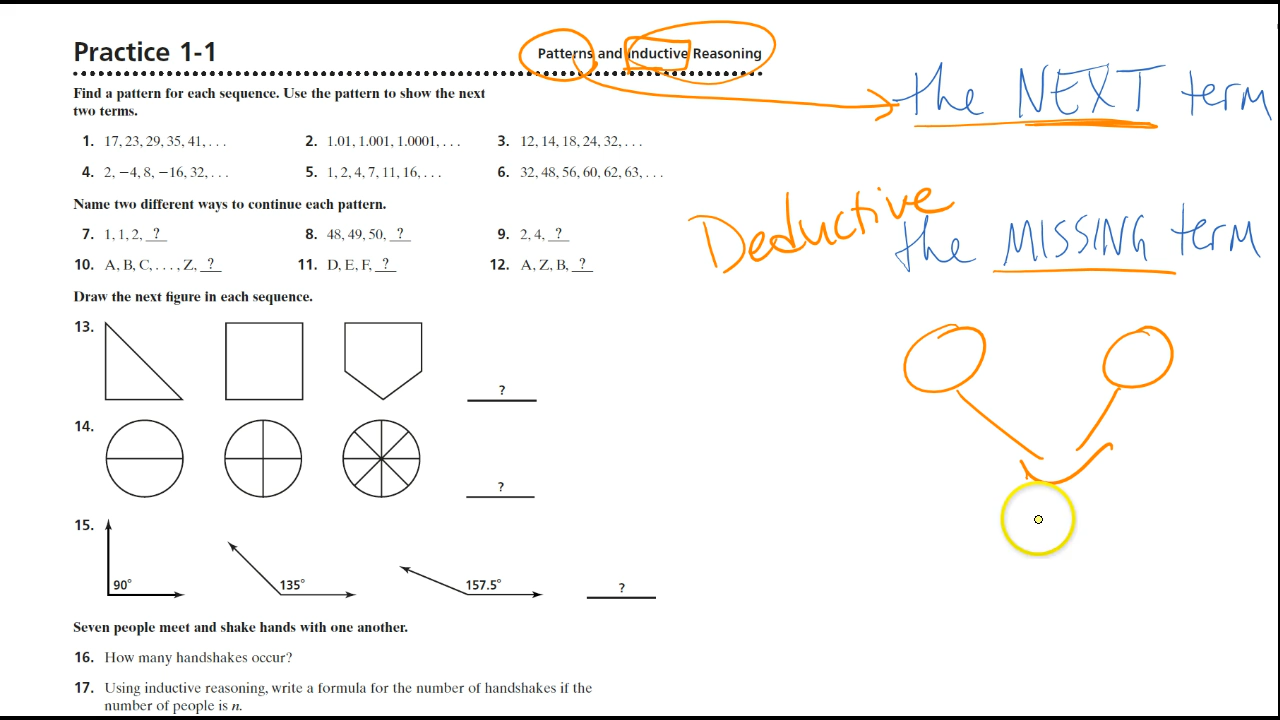 Practice 1-1
Patterns and Inductive Reasoning
Find a pattern for each sequence. Use the pattern to show the next
two terms.
1. 17, 23, 29, 35, 41, . . .
2. 1.01, 1.001, 1.0001, . . .
3. 12, 14, 18, 24, 32, . . .
4. 2, −4, 8, −16, 32, . . .
5. 1, 2, 4, 7, 11, 16, . . .
6. 32, 48, 56, 60, 62, 63, . . .
Name two different ways to continue each pattern.
7. 1, 1, 2, ?
8. 48, 49, 50, ?
9. 2, 4, ?
10. A, B, C, . . . , Z, ?
11. D, E, F, ?
12. A, Z, B, ?
Draw the next figure in each sequence.
13.
?
14.
?
15.
90°
135°
157.5°
?
Seven people meet and shake hands with one another.
16. How many handshakes occur?
17. Using inductive reasoning, write a formula for the number of handshakes if the
number of people is n.
the NEXT term
Deductive
the MISSING term